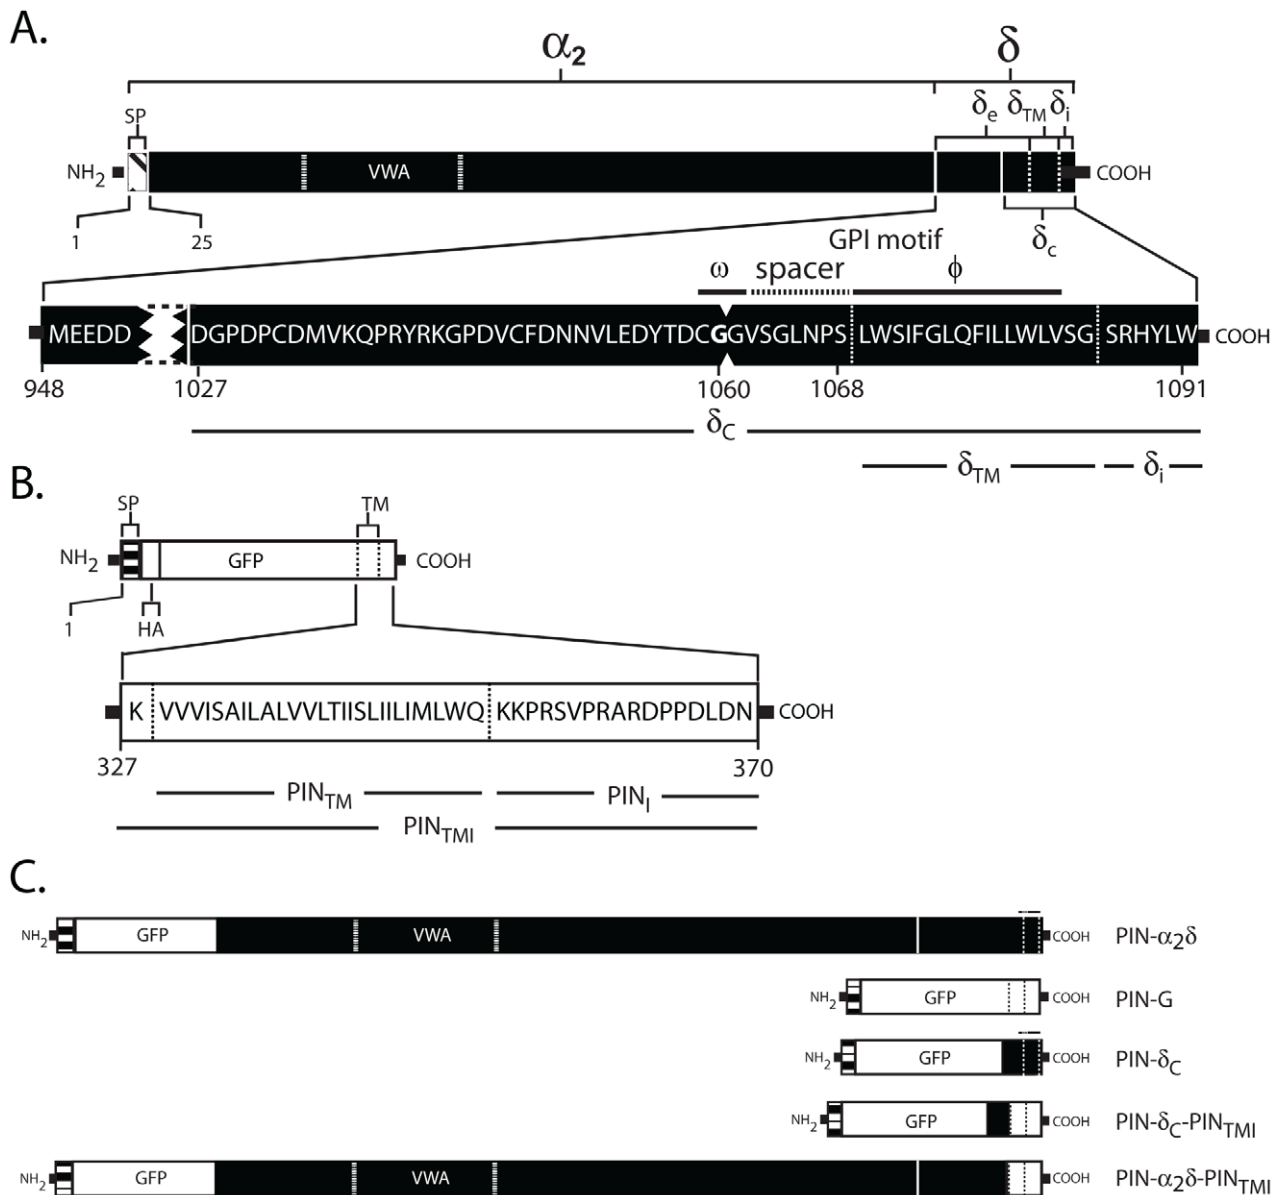 A.
α₂ δ
SP δe δTM δi
NH₂ VWA COOH
1 25 δc
GPI motif
ω spacer ϕ
MEEDD DGPDPCDMVKQPRYRKGPDVCFDNNVLEDYTDCGGVSGLNPS LWSIFGLQFILLWLVSG SRHYLW COOH
948 1027 1060 1068 1091
δC
δTM δi
B.
SP TM
NH₂ GFP COOH
1 HA
K VVVISAILALVVLTIISLIILIMLWQ KKPRSVPRARDPPDLDN COOH
327 370
PINTM PINI
PINTMI
C.
NH₂ GFP VWA COOH PIN-α₂δ
NH₂ GFP COOH PIN-G
NH₂ GFP COOH PIN-δC
NH₂ GFP COOH PIN-δC-PINTMI
NH₂ GFP VWA COOH PIN-α₂δ-PINTMI